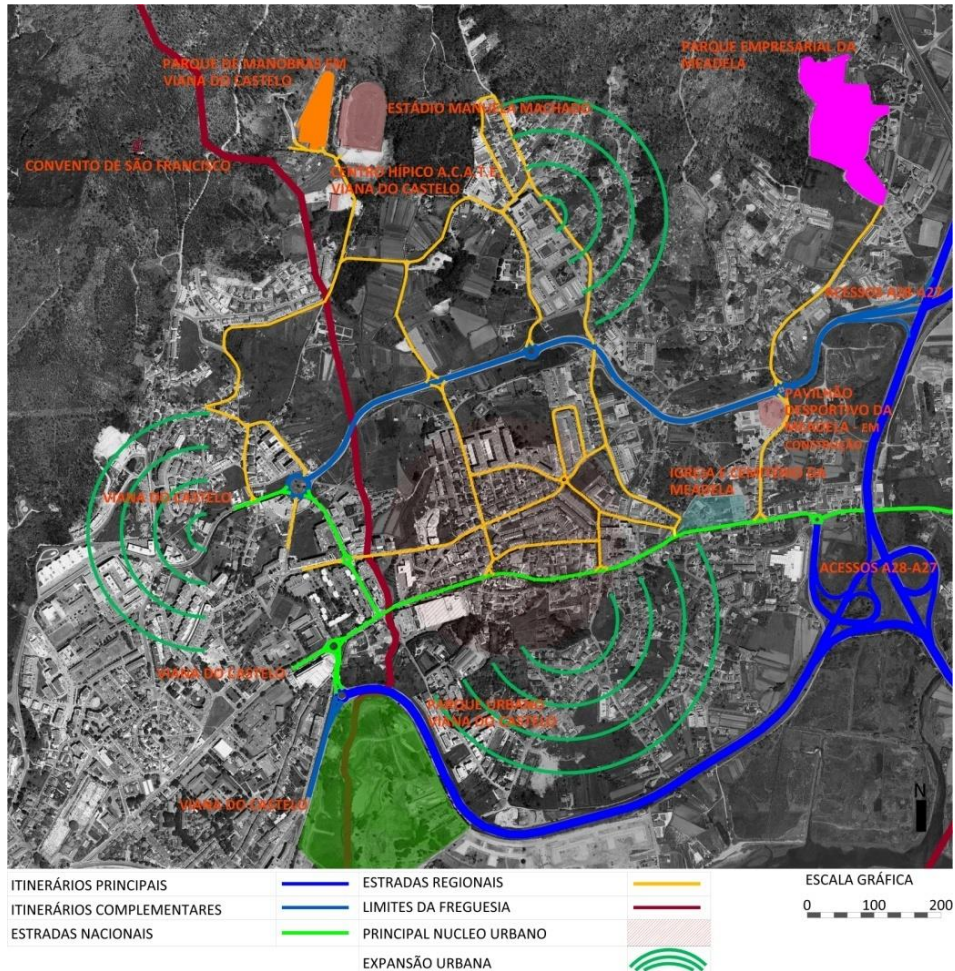 PARQUE DE MANOBRAS EM
VIANA DO CASTELO
PARQUE EMPRESARIAL DA
MEADELA
ESTÁDIO MANUELA MACHADO
CONVENTO DE SÃO FRANCISCO
CENTRO HÍPICO A.C.A.T.E.
VIANA DO CASTELO
ACESSOS A28-A27
PAVILHÃO
DESPORTIVO DA
MEADELA - EM
CONSTRUÇÃO
IGREJA E CEMITÉRIO DA
MEADELA
VIANA DO CASTELO
ACESSOS A28-A27
VIANA DO CASTELO
PARQUE URBANO
VIANA DO CASTELO
VIANA DO CASTELO
N
ITINERÁRIOS PRINCIPAIS
ITINERÁRIOS COMPLEMENTARES
ESTRADAS NACIONAIS
ESTRADAS REGIONAIS
LIMITES DA FREGUESIA
PRINCIPAL NUCLEO URBANO
EXPANSÃO URBANA
ESCALA GRÁFICA
0 100 200